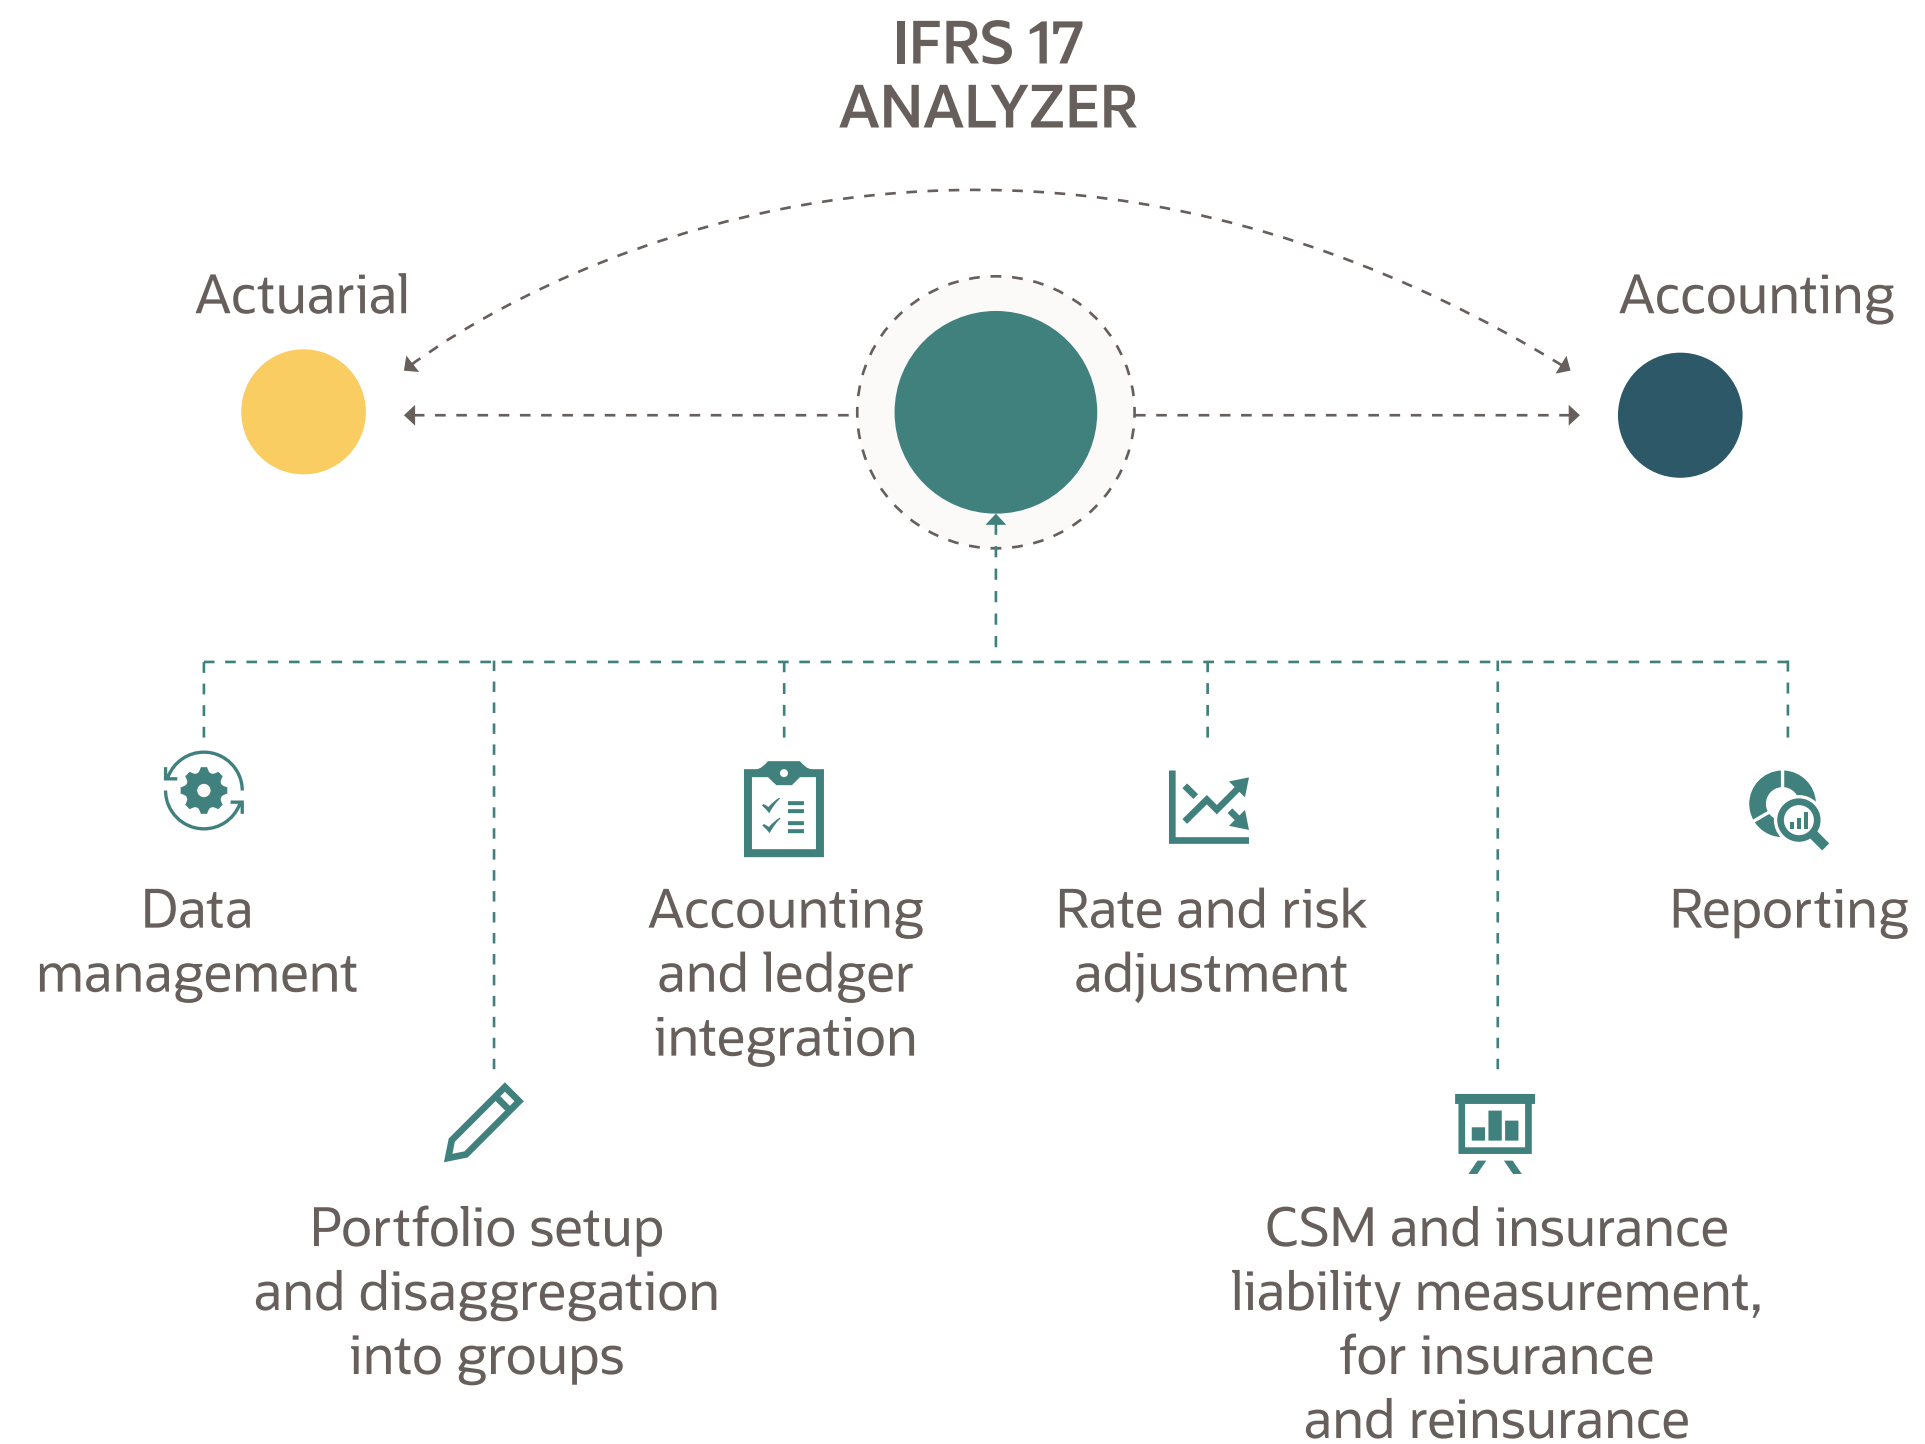 IFRS 17
ANALYZER
Actuarial
Accounting
Data
management
Portfolio setup
and disaggregation
into groups
Accounting
and ledger
integration
Rate and risk
adjustment
CSM and insurance
liability measurement,
for insurance
and reinsurance
Reporting